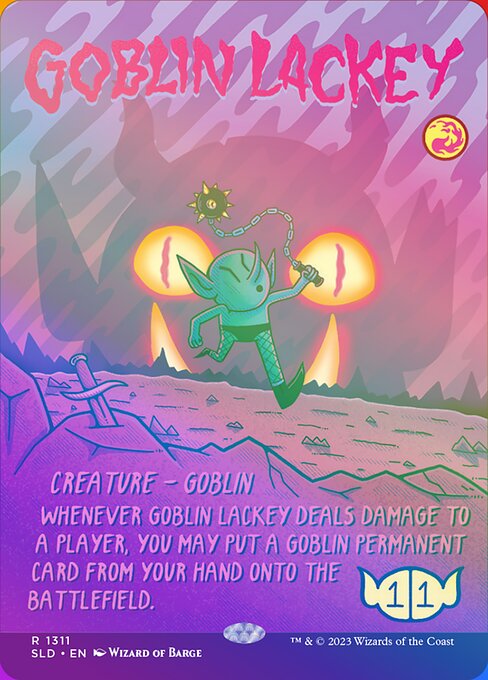 GOBLIN LACKEY
CREATURE – GOBLIN
WHENEVER GOBLIN LACKEY DEALS DAMAGE TO
A PLAYER, YOU MAY PUT A GOBLIN PERMANENT
CARD FROM YOUR HAND ONTO THE
BATTLEFIELD.
1 1
R 1311
SLD • EN Wizard of Barge
™ & © 2023 Wizards of the Coast